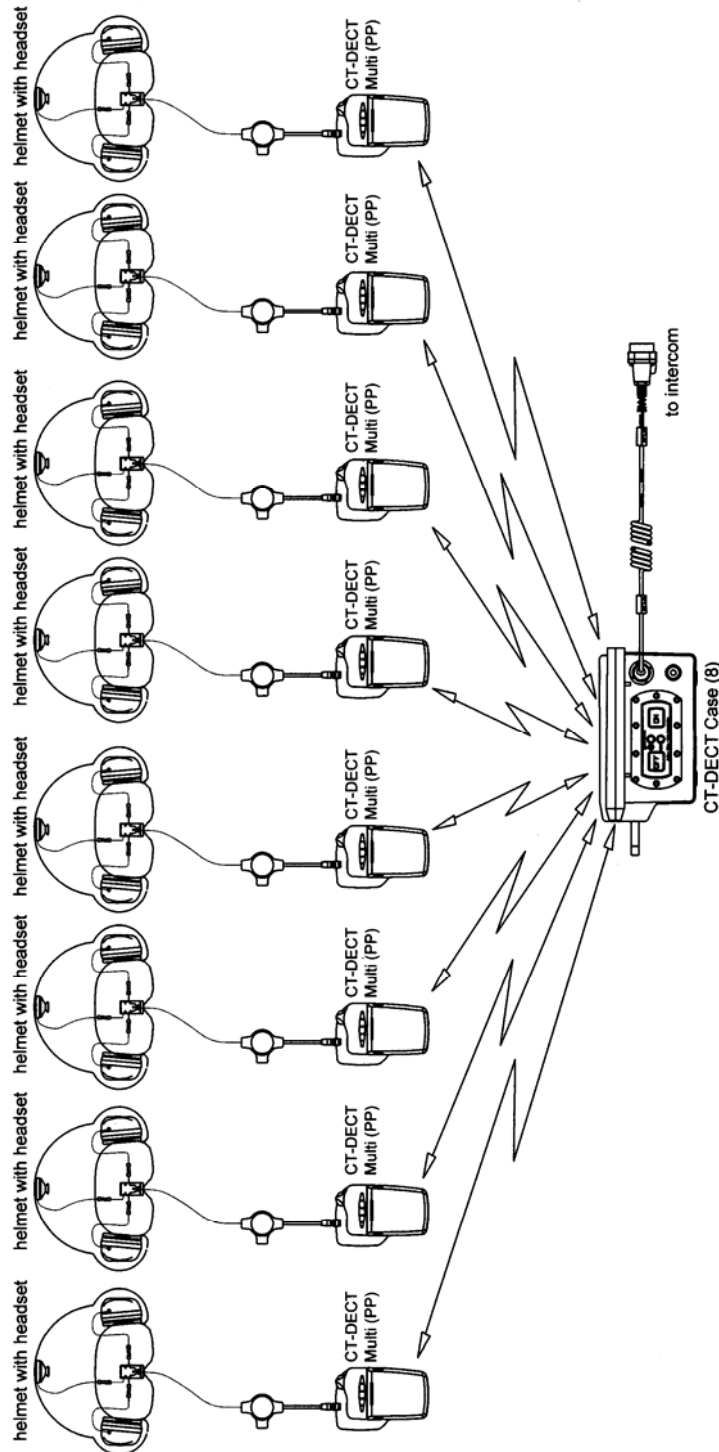 helmet with headset
helmet with headset
helmet with headset
helmet with headset
helmet with headset
helmet with headset
helmet with headset
helmet with headset
CT-DECT
Multi (PP)
CT-DECT
Multi (PP)
CT-DECT
Multi (PP)
CT-DECT
Multi (PP)
CT-DECT
Multi (PP)
CT-DECT
Multi (PP)
CT-DECT
Multi (PP)
CT-DECT
Multi (PP)
to intercom
OFF
ON
CT-DECT Case (8)